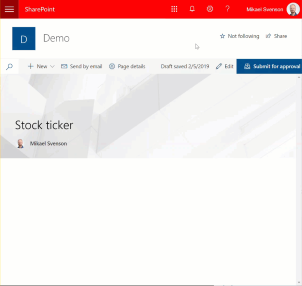 SharePoint
?
Mikael Svenson
D
Demo
Not following
Share
New
Send by email
Page details
Draft saved 2/5/2019
Edit
Submit for approval
Stock ticker
Mikael Svenson